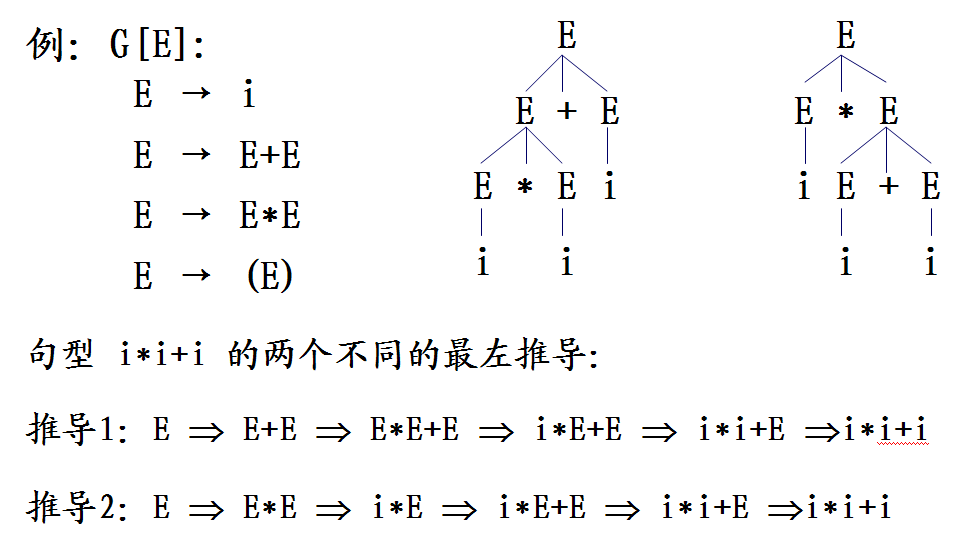 例: G[E]:
E → i
E → E+E
E → E*E
E → (E)
E
E + E
E * E i
i i
E
E * E
i E + E
i i
句型 i*i+i 的两个不同的最左推导:
推导1: E ⇒ E+E ⇒ E*E+E ⇒ i*E+E ⇒ i*i+E ⇒i*i+i
推导2: E ⇒ E*E ⇒ i*E ⇒ i*E+E ⇒ i*i+E ⇒i*i+i